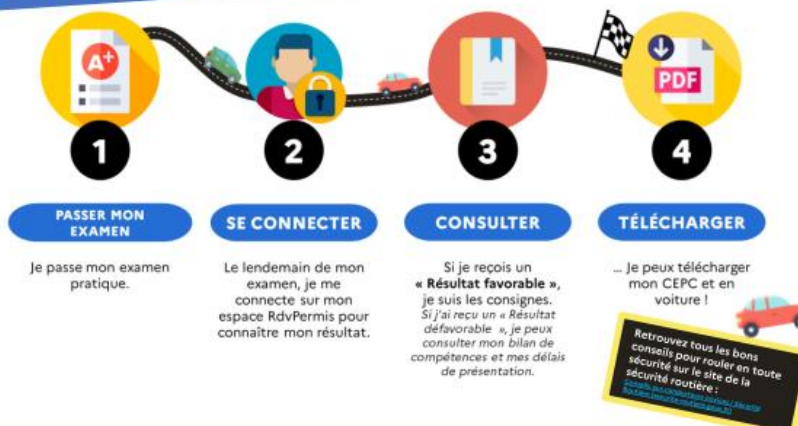 A+
PDF
1
2
3
4
PASSER MON
EXAMEN
SE CONNECTER
CONSULTER
TÉLÉCHARGER
Je passe mon examen
pratique.
Le lendemain de mon
examen, je me
connecte sur mon
espace RdvPermis pour
connaître mon résultat.
Si je reçois un
« Résultat favorable »,
je suis les consignes.
Si j'ai reçu un « Résultat
défavorable », je peux
consulter mon bilan de
compétences et mes délais
de présentation.
... Je peux télécharger
mon CEPC et en
voiture !
Retrouvez tous les bons
conseils pour rouler en toute
sécurité sur le site de la
sécurité routière :